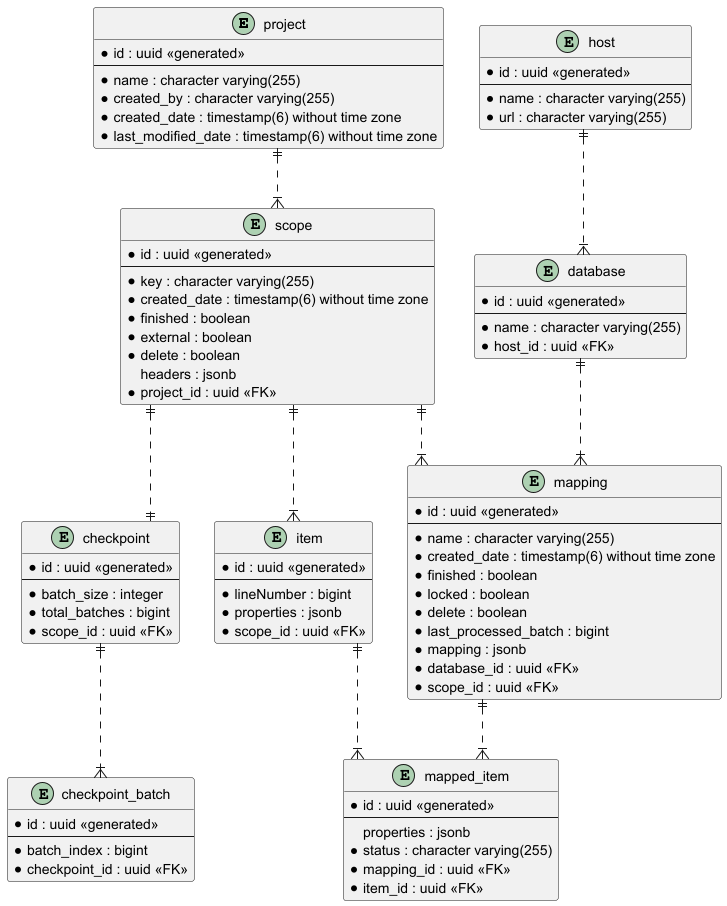 E project
id : uuid «generated»
name : character varying(255)
created_by : character varying(255)
created_date : timestamp(6) without time zone
last_modified_date : timestamp(6) without time zone
E host
id : uuid «generated»
name : character varying(255)
url : character varying(255)
E scope
id : uuid «generated»
key : character varying(255)
created_date : timestamp(6) without time zone
finished : boolean
external : boolean
delete : boolean
headers : jsonb
project_id : uuid «FK»
E database
id : uuid «generated»
name : character varying(255)
host_id : uuid «FK»
E checkpoint
id : uuid «generated»
batch_size : integer
total_batches : bigint
scope_id : uuid «FK»
E item
id : uuid «generated»
lineNumber : bigint
properties : jsonb
scope_id : uuid «FK»
E mapping
id : uuid «generated»
name : character varying(255)
created_date : timestamp(6) without time zone
finished : boolean
locked : boolean
delete : boolean
last_processed_batch : bigint
mapping : jsonb
database_id : uuid «FK»
scope_id : uuid «FK»
E checkpoint_batch
id : uuid «generated»
batch_index : bigint
checkpoint_id : uuid «FK»
E mapped_item
id : uuid «generated»
properties : jsonb
status : character varying(255)
mapping_id : uuid «FK»
item_id : uuid «FK»